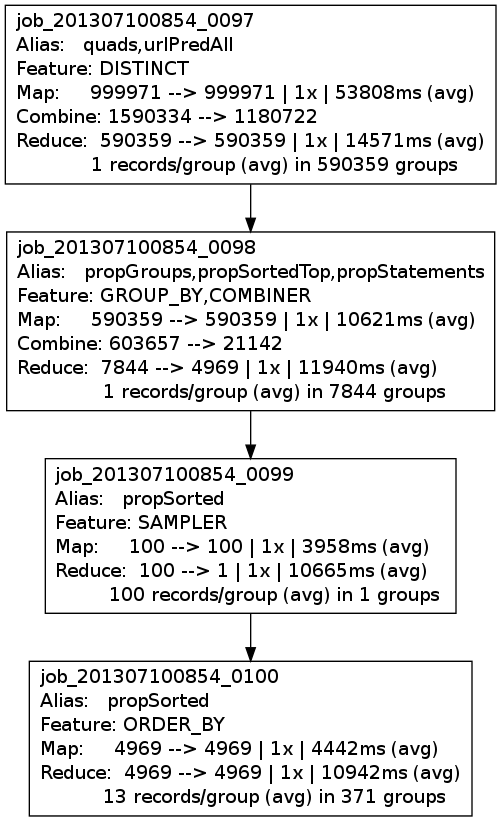 job_201307100854_0097
Alias: quads,urlPredAll
Feature: DISTINCT
Map: 999971 --> 999971 | 1x | 53808ms (avg)
Combine: 1590334 --> 1180722
Reduce: 590359 --> 590359 | 1x | 14571ms (avg)
1 records/group (avg) in 590359 groups
job_201307100854_0098
Alias: propGroups,propSortedTop,propStatements
Feature: GROUP_BY,COMBINER
Map: 590359 --> 590359 | 1x | 10621ms (avg)
Combine: 603657 --> 21142
Reduce: 7844 --> 4969 | 1x | 11940ms (avg)
1 records/group (avg) in 7844 groups
job_201307100854_0099
Alias: propSorted
Feature: SAMPLER
Map: 100 --> 100 | 1x | 3958ms (avg)
Reduce: 100 --> 1 | 1x | 10665ms (avg)
100 records/group (avg) in 1 groups
job_201307100854_0100
Alias: propSorted
Feature: ORDER_BY
Map: 4969 --> 4969 | 1x | 4442ms (avg)
Reduce: 4969 --> 4969 | 1x | 10942ms (avg)
13 records/group (avg) in 371 groups